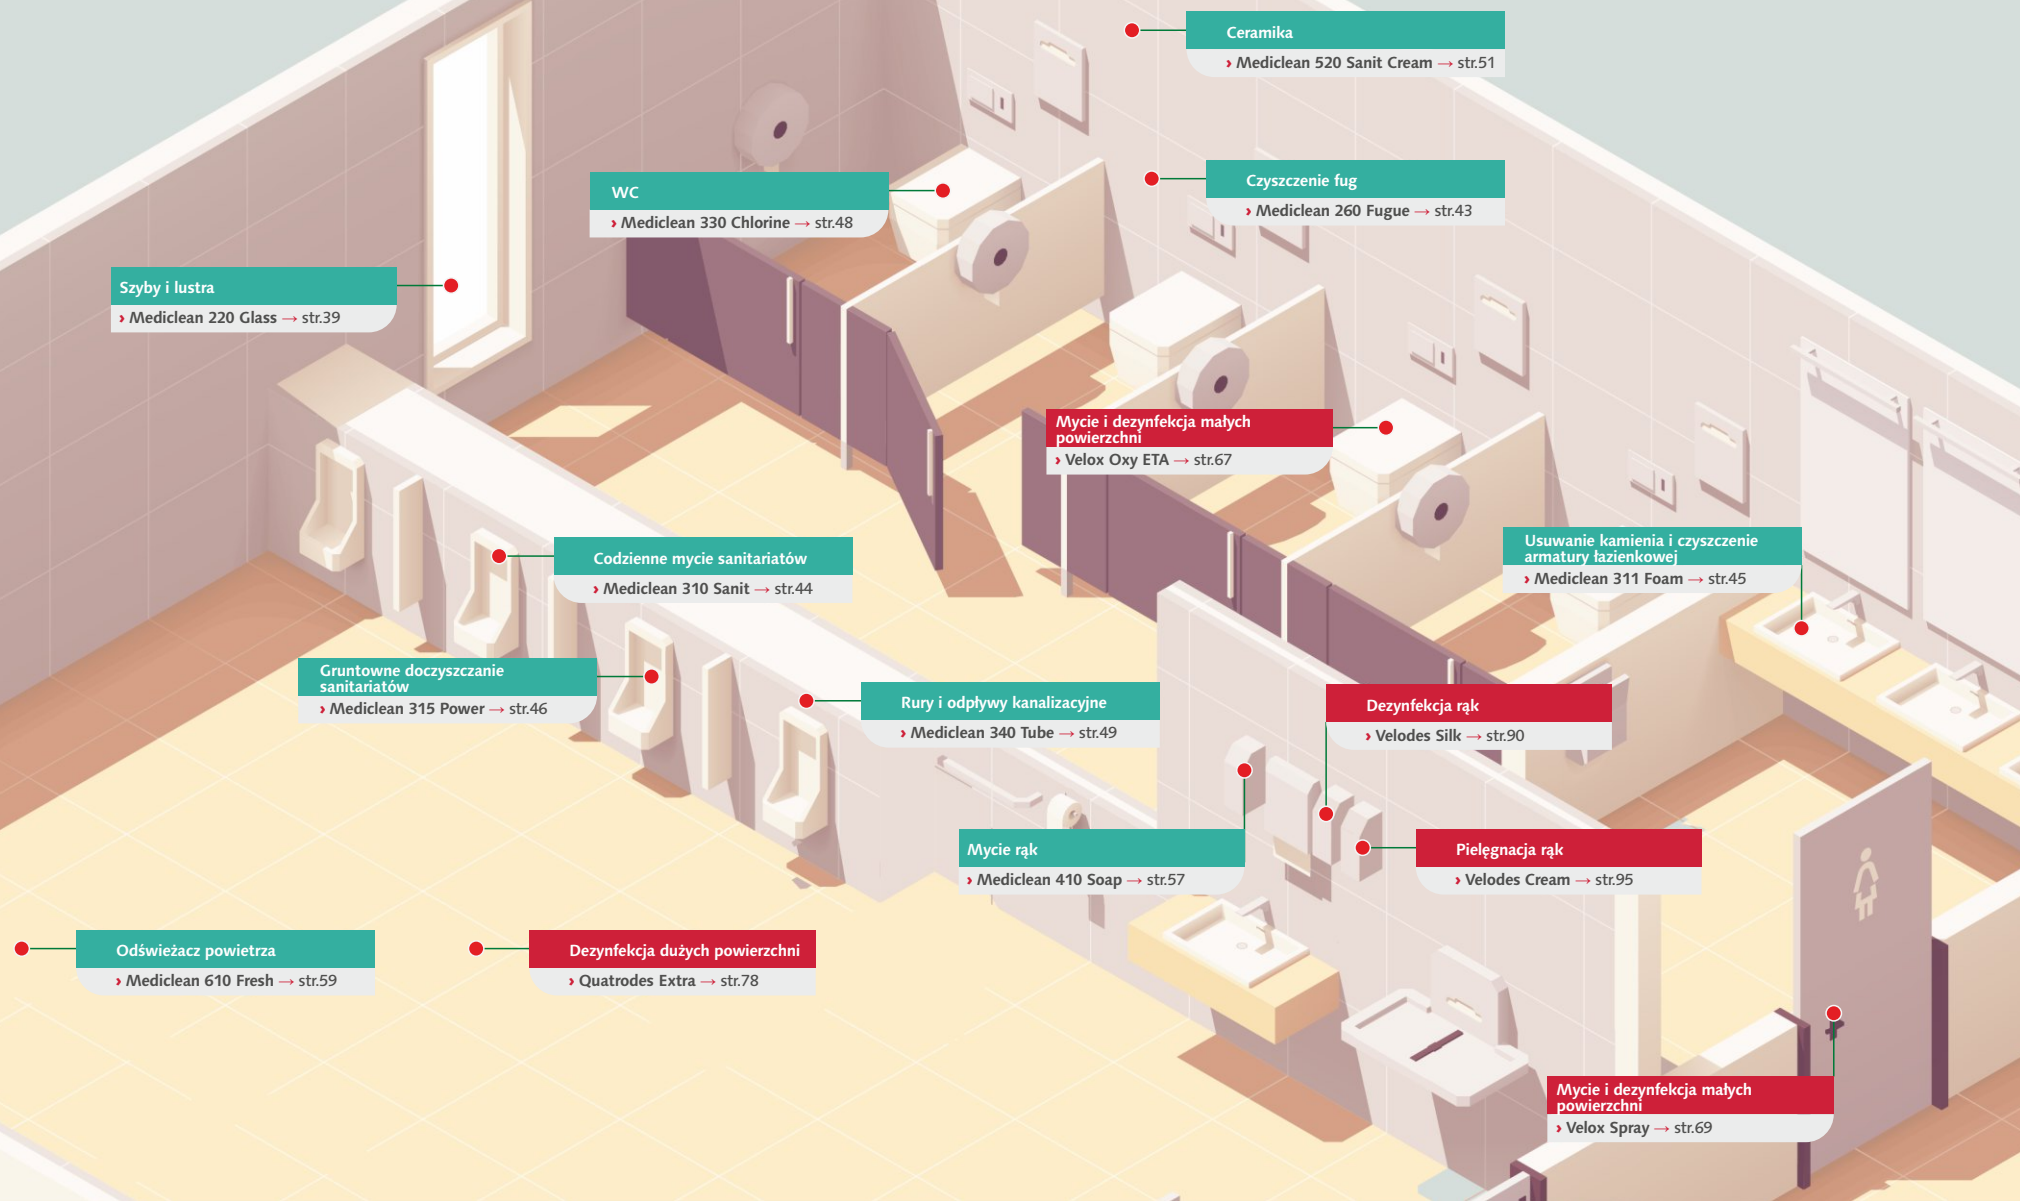 Ceramika
› Mediclean 520 Sanit Cream → str.51
WC
› Mediclean 330 Chlorine → str.48
Czyszczenie fug
› Mediclean 260 Fugue → str.43
Szyby i lustra
› Mediclean 220 Glass → str.39
Mycie i dezynfekcja małych
powierzchni
› Velox Oxy ETA → str.67
Codzienne mycie sanitariatów
› Mediclean 310 Sanit → str.44
Usuwanie kamienia i czyszczenie
armatury łazienkowej
› Mediclean 311 Foam → str.45
Gruntowne doczyszczanie
sanitariatów
› Mediclean 315 Power → str.46
Rury i odpływy kanalizacyjne
› Mediclean 340 Tube → str.49
Dezynfekcja rąk
› Velodes Silk → str.90
Mycie rąk
› Mediclean 410 Soap → str.57
Pielęgnacja rąk
› Velodes Cream → str.95
Odświeżacz powietrza
› Mediclean 610 Fresh → str.59
Dezynfekcja dużych powierzchni
› Quatrodes Extra → str.78
Mycie i dezynfekcja małych
powierzchni
› Velox Spray → str.69